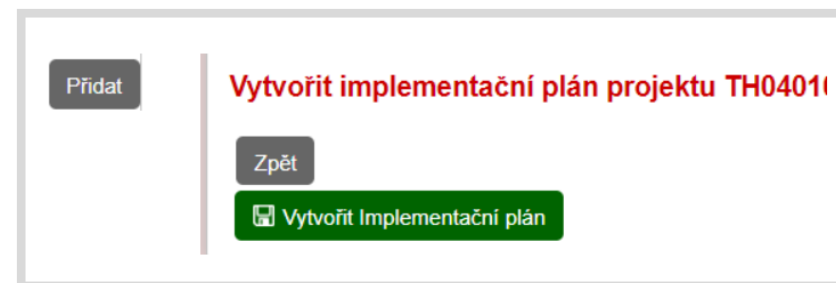 Přidat
Vytvořit implementační plán projektu TH0401
Zpět
Vytvořit Implementační plán